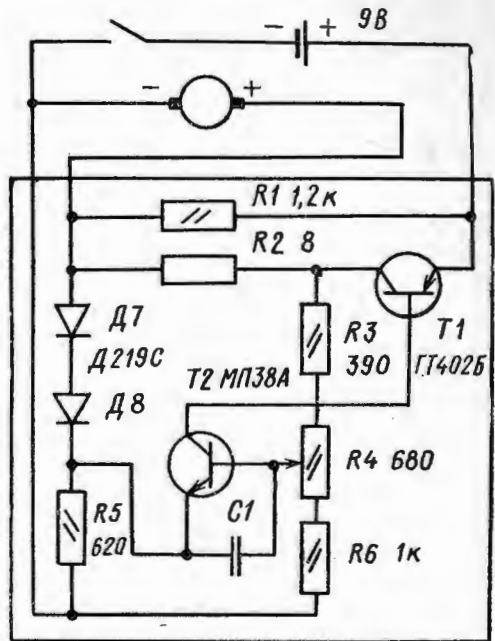 − + 9В
− +
R1 1,2к
R2 8
Д7
Д219С
Д8
R3
390
T1
ГТ402Б
T2 МП38А
R4 680
R5
620
C1
R6 1к